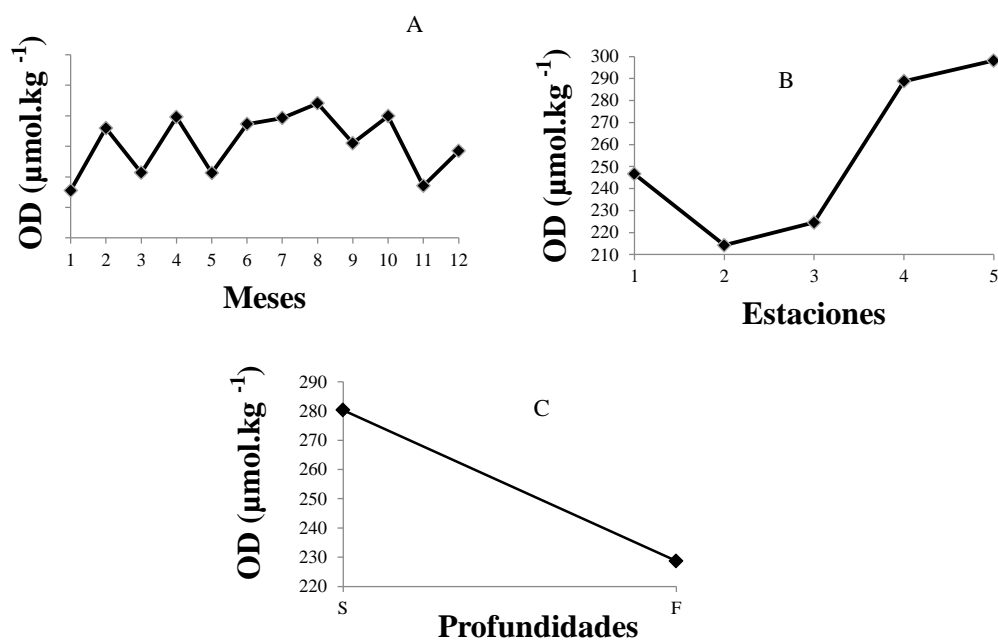 A
OD (µmol.kg -1)
1 2 3 4 5 6 7 8 9 10 11 12
Meses
B
OD (µmol.kg -1)
300
290
280
270
260
250
240
230
220
210
1 2 3 4 5
Estaciones
C
OD (µmol.kg -1)
290
280
270
260
250
240
230
220
S F
Profundidades